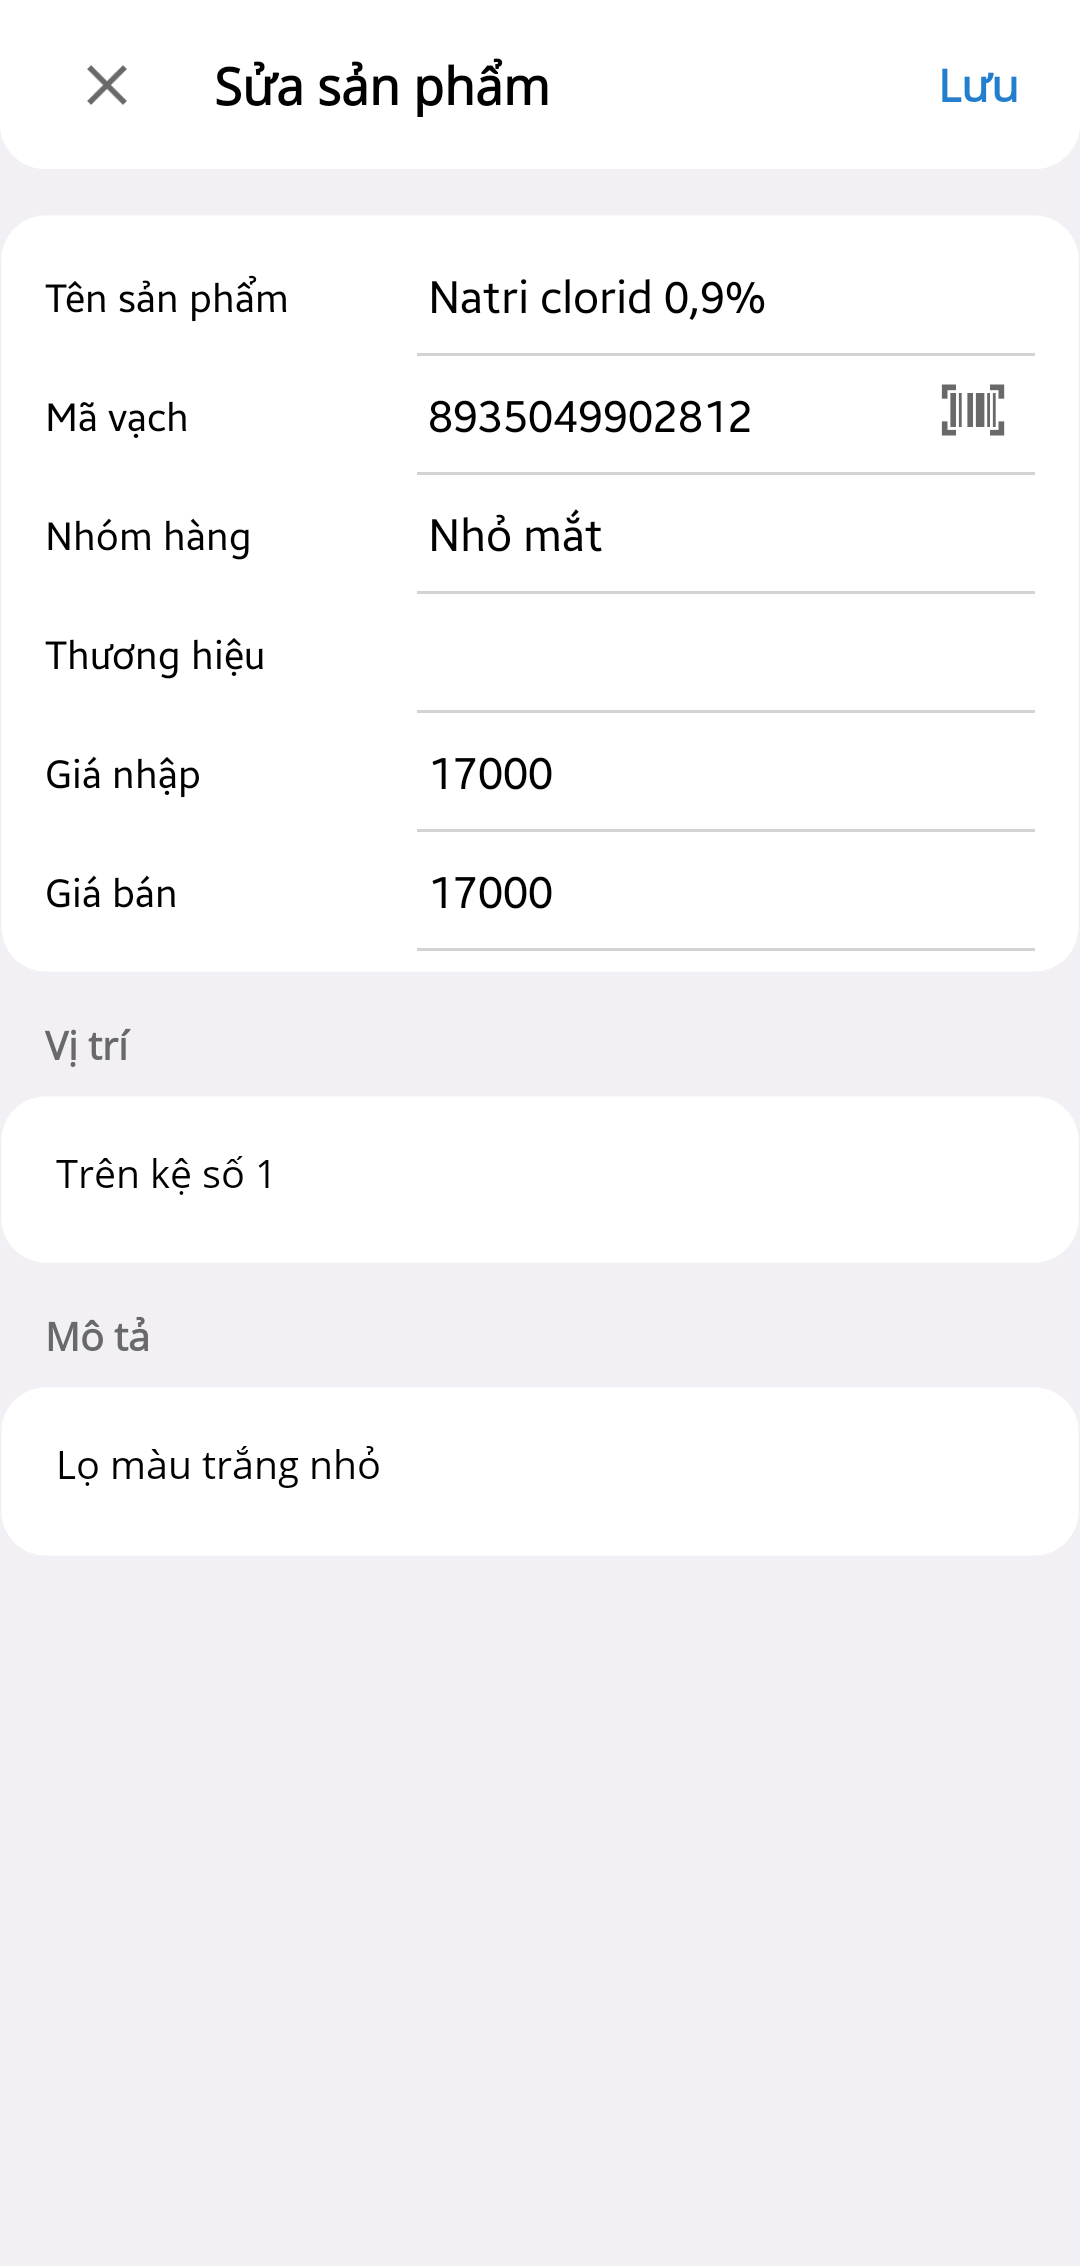 Sửa sản phẩm
Lưu
Tên sản phẩm
Natri clorid 0,9%
Mã vạch
8935049902812
Nhóm hàng
Nhỏ mắt
Thương hiệu
Giá nhập
17000
Giá bán
17000
Vị trí
Trên kệ số 1
Mô tả
Lọ màu trắng nhỏ